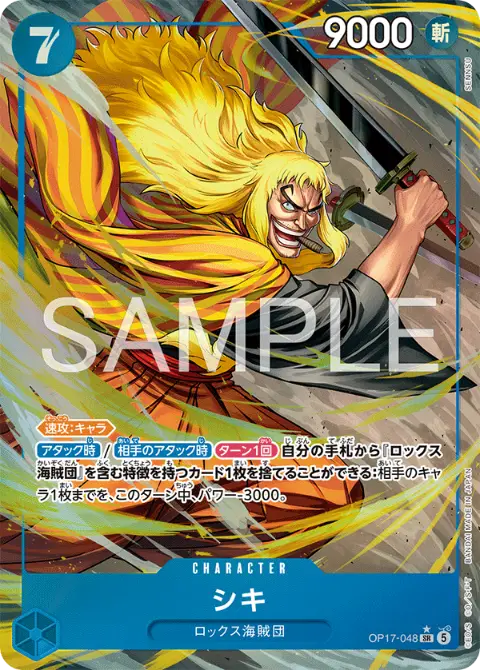 7
9000 斬
SENNSU
SAMPLE
速攻:キャラ
アタック時 / 相手のアタック時 ターン1回 自分の手札から『ロックス
海賊団』を含む特徴を持つカード1枚を捨てることができる:相手のキャ
ラ1枚までを、このターン中、パワー-3000。
CHARACTER
シキ
ロックス海賊団
OP17-048 ★ SR 5
BANDAI MADE IN JAPAN